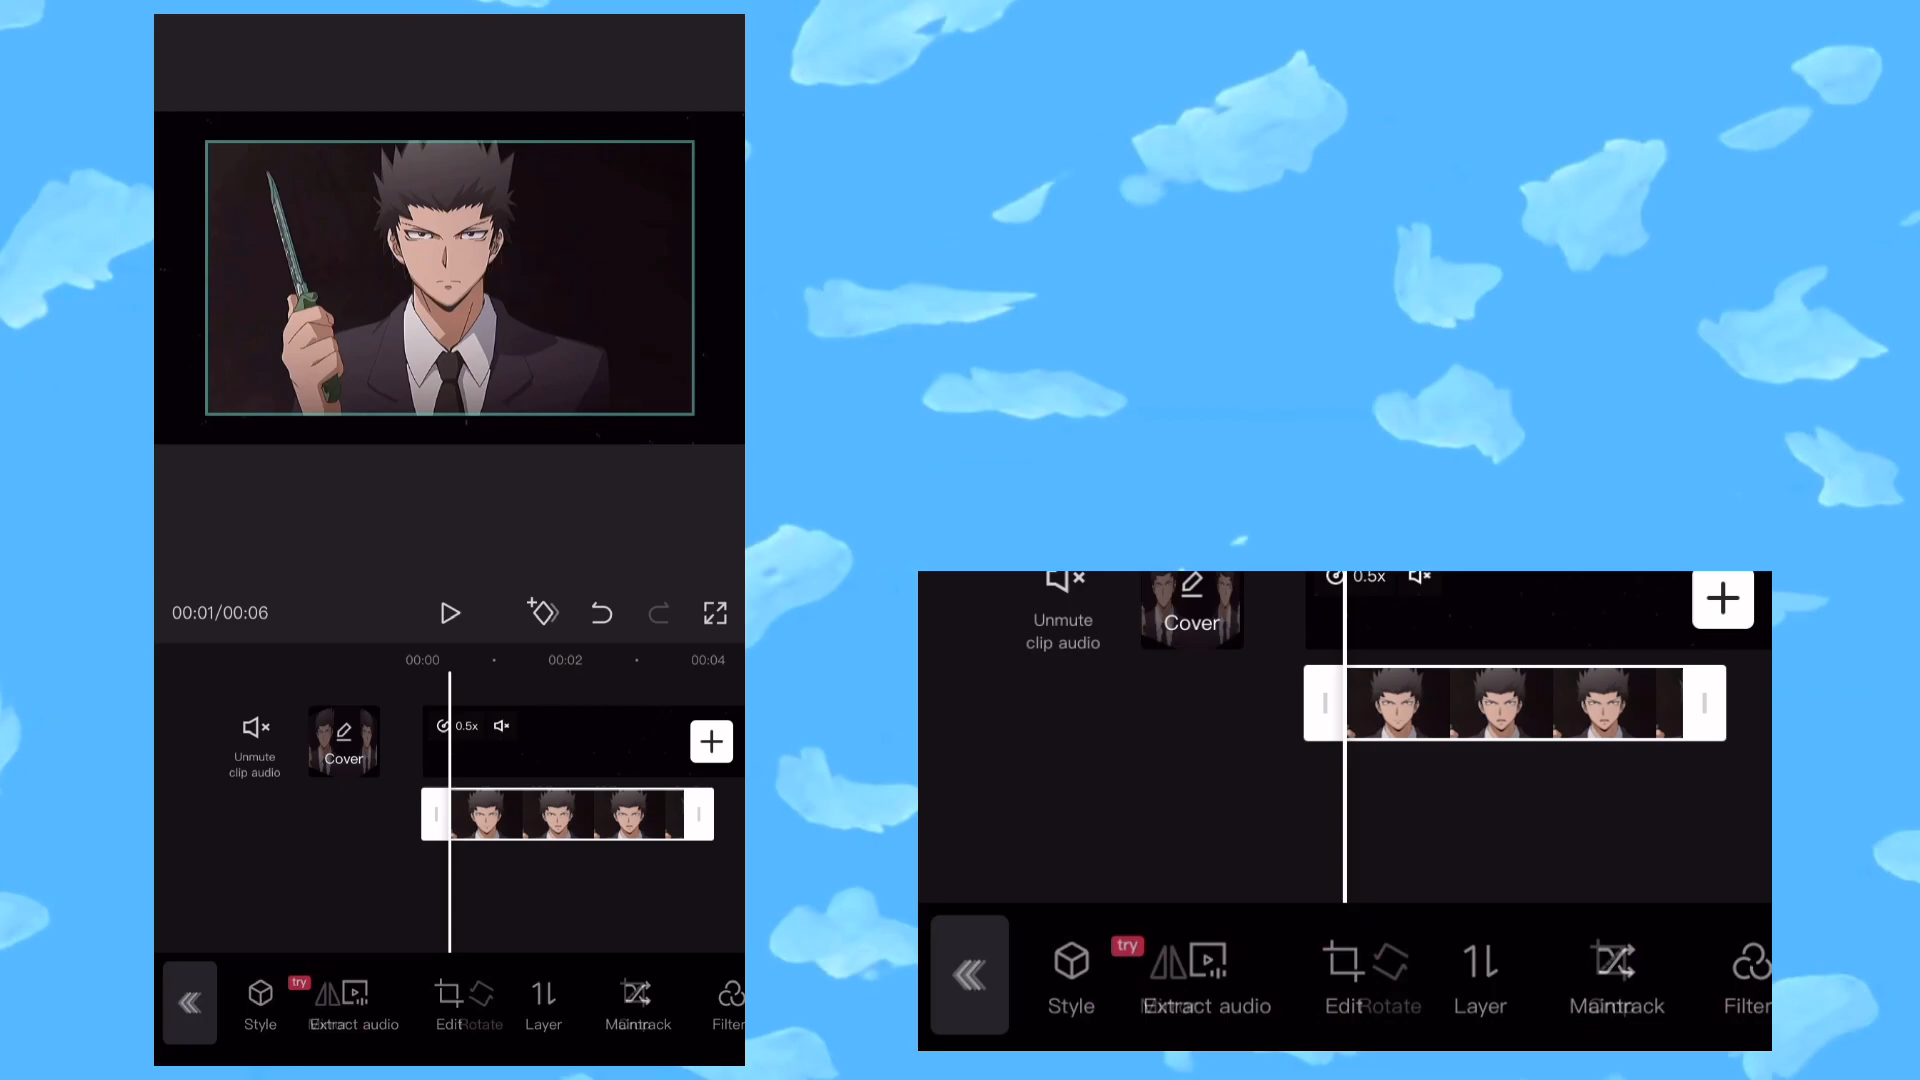 00:01/00:06
00:00 00:02 00:04
0.5x
Unmute
clip audio
Cover
try
Style
Extract audio
Edit
Rotate
Layer
Filter
0.5x
Unmute
clip audio
Cover
try
Style
Extract audio
Edit
Rotate
Layer
Filter